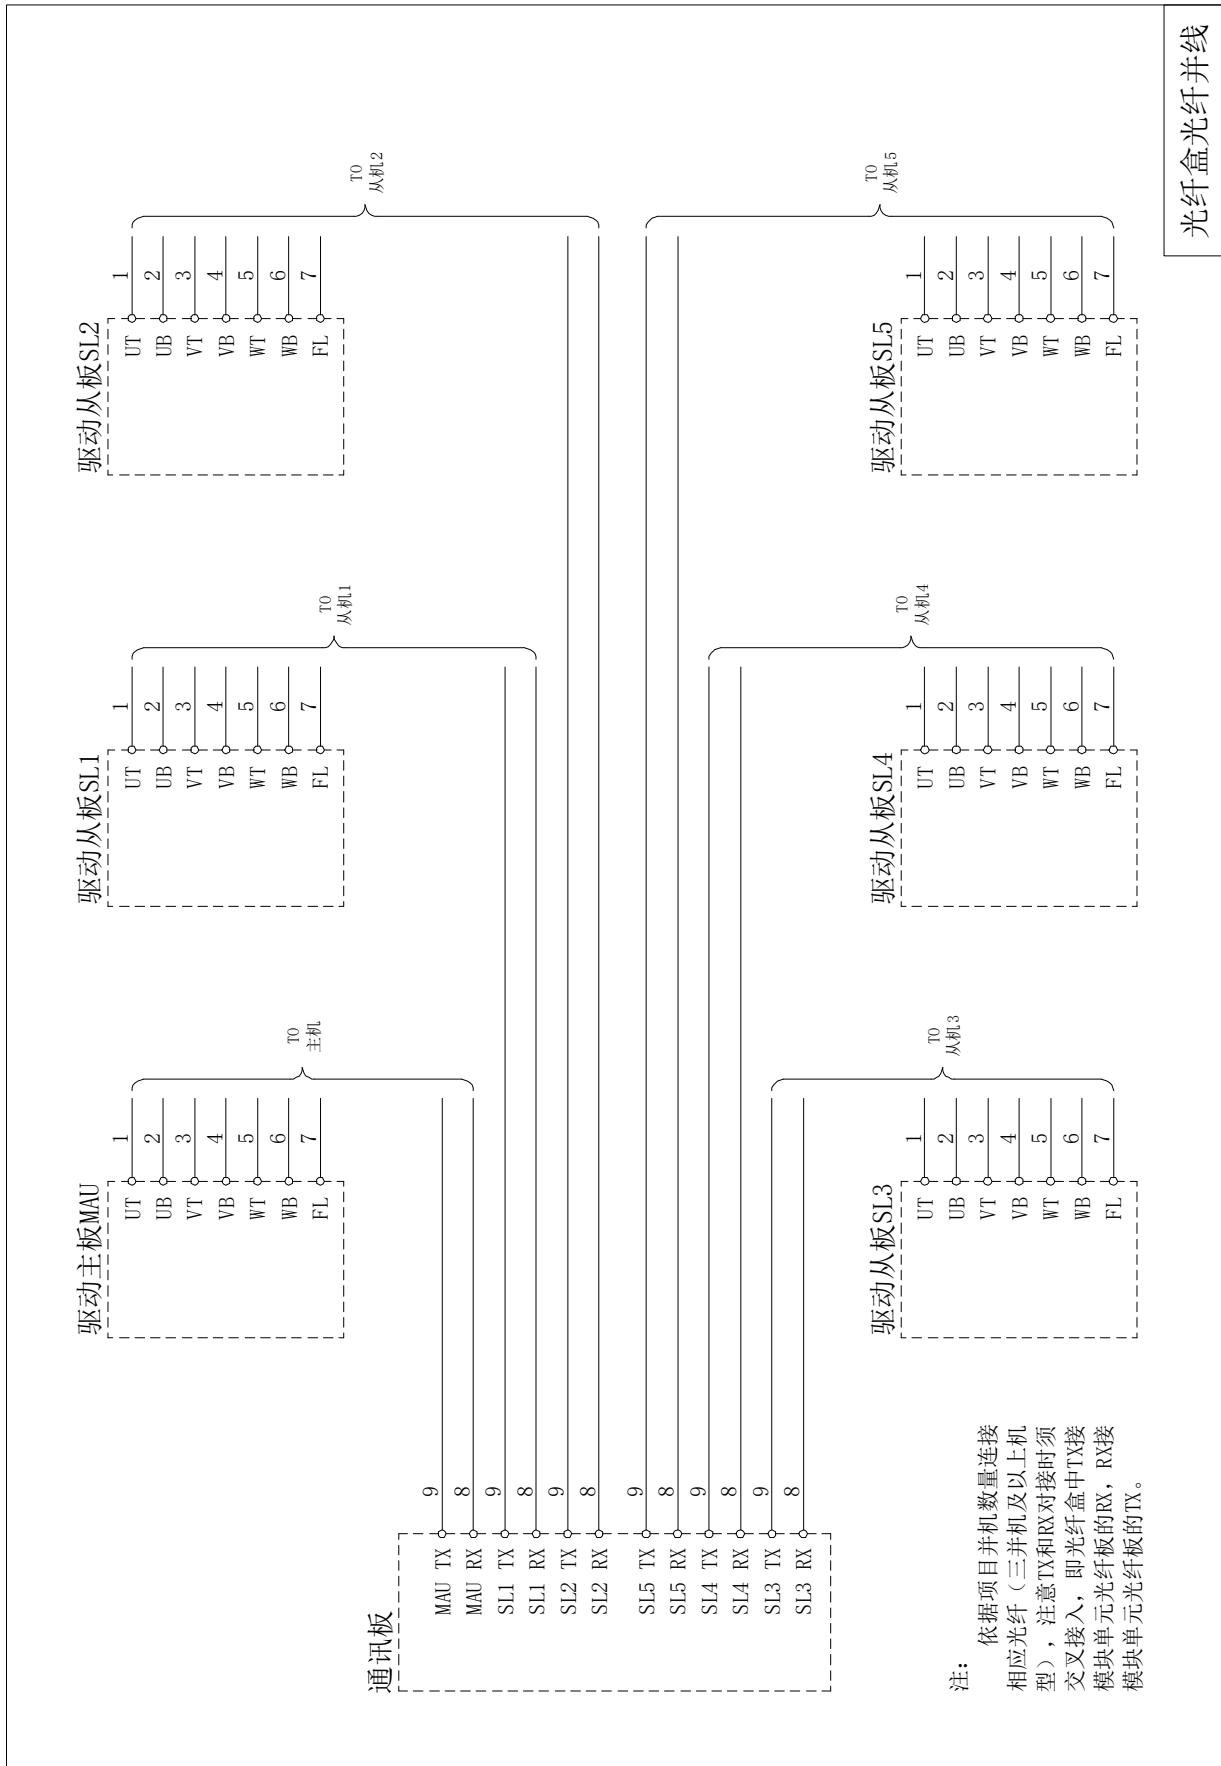 驱动主板MAU
UT 1
UB 2
VT 3
VB 4
WT 5
WB 6
FL 7
TO
主机
驱动从板SL1
UT 1
UB 2
VT 3
VB 4
WT 5
WB 6
FL 7
TO
从机1
驱动从板SL2
UT 1
UB 2
VT 3
VB 4
WT 5
WB 6
FL 7
TO
从机2
通讯板
MAU TX 9
MAU RX 8
SL1 TX 9
SL1 RX 8
SL2 TX 9
SL2 RX 8
SL5 TX 9
SL5 RX 8
SL4 TX 9
SL4 RX 8
SL3 TX 9
SL3 RX 8
驱动从板SL3
UT 1
UB 2
VT 3
VB 4
WT 5
WB 6
FL 7
TO
从机3
驱动从板SL4
UT 1
UB 2
VT 3
VB 4
WT 5
WB 6
FL 7
TO
从机4
驱动从板SL5
UT 1
UB 2
VT 3
VB 4
WT 5
WB 6
FL 7
TO
从机5
注:
依据项目并机数量连接
相应光纤（三并机及以上机
型），注意TX和RX对接时须
交叉接入，即光纤盒中TX接
模块单元光纤板的RX，RX接
模块单元光纤板的TX。
光纤盒光纤并线